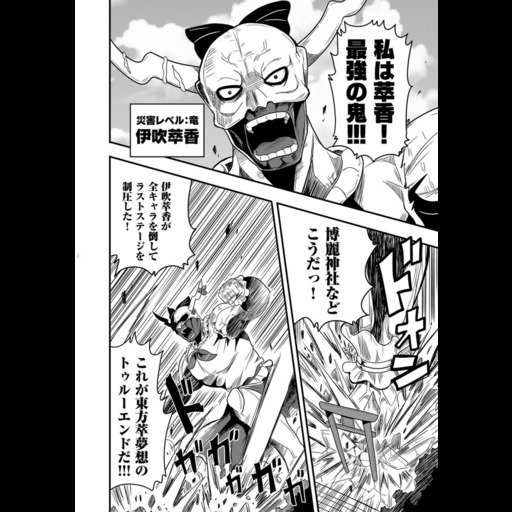 私は萃香！
最強の鬼!!!
災害レベル：竜
伊吹萃香
博麗神社など
こうだっ！
ドオォン
伊吹萃香が
全キャラを倒して
ラストステージを
制圧した！
これが東方萃夢想の
トゥルーエンドだ!!!
ドガガガガ